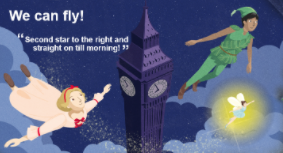 We can fly!
“Second star to the right and
straight on till morning!”